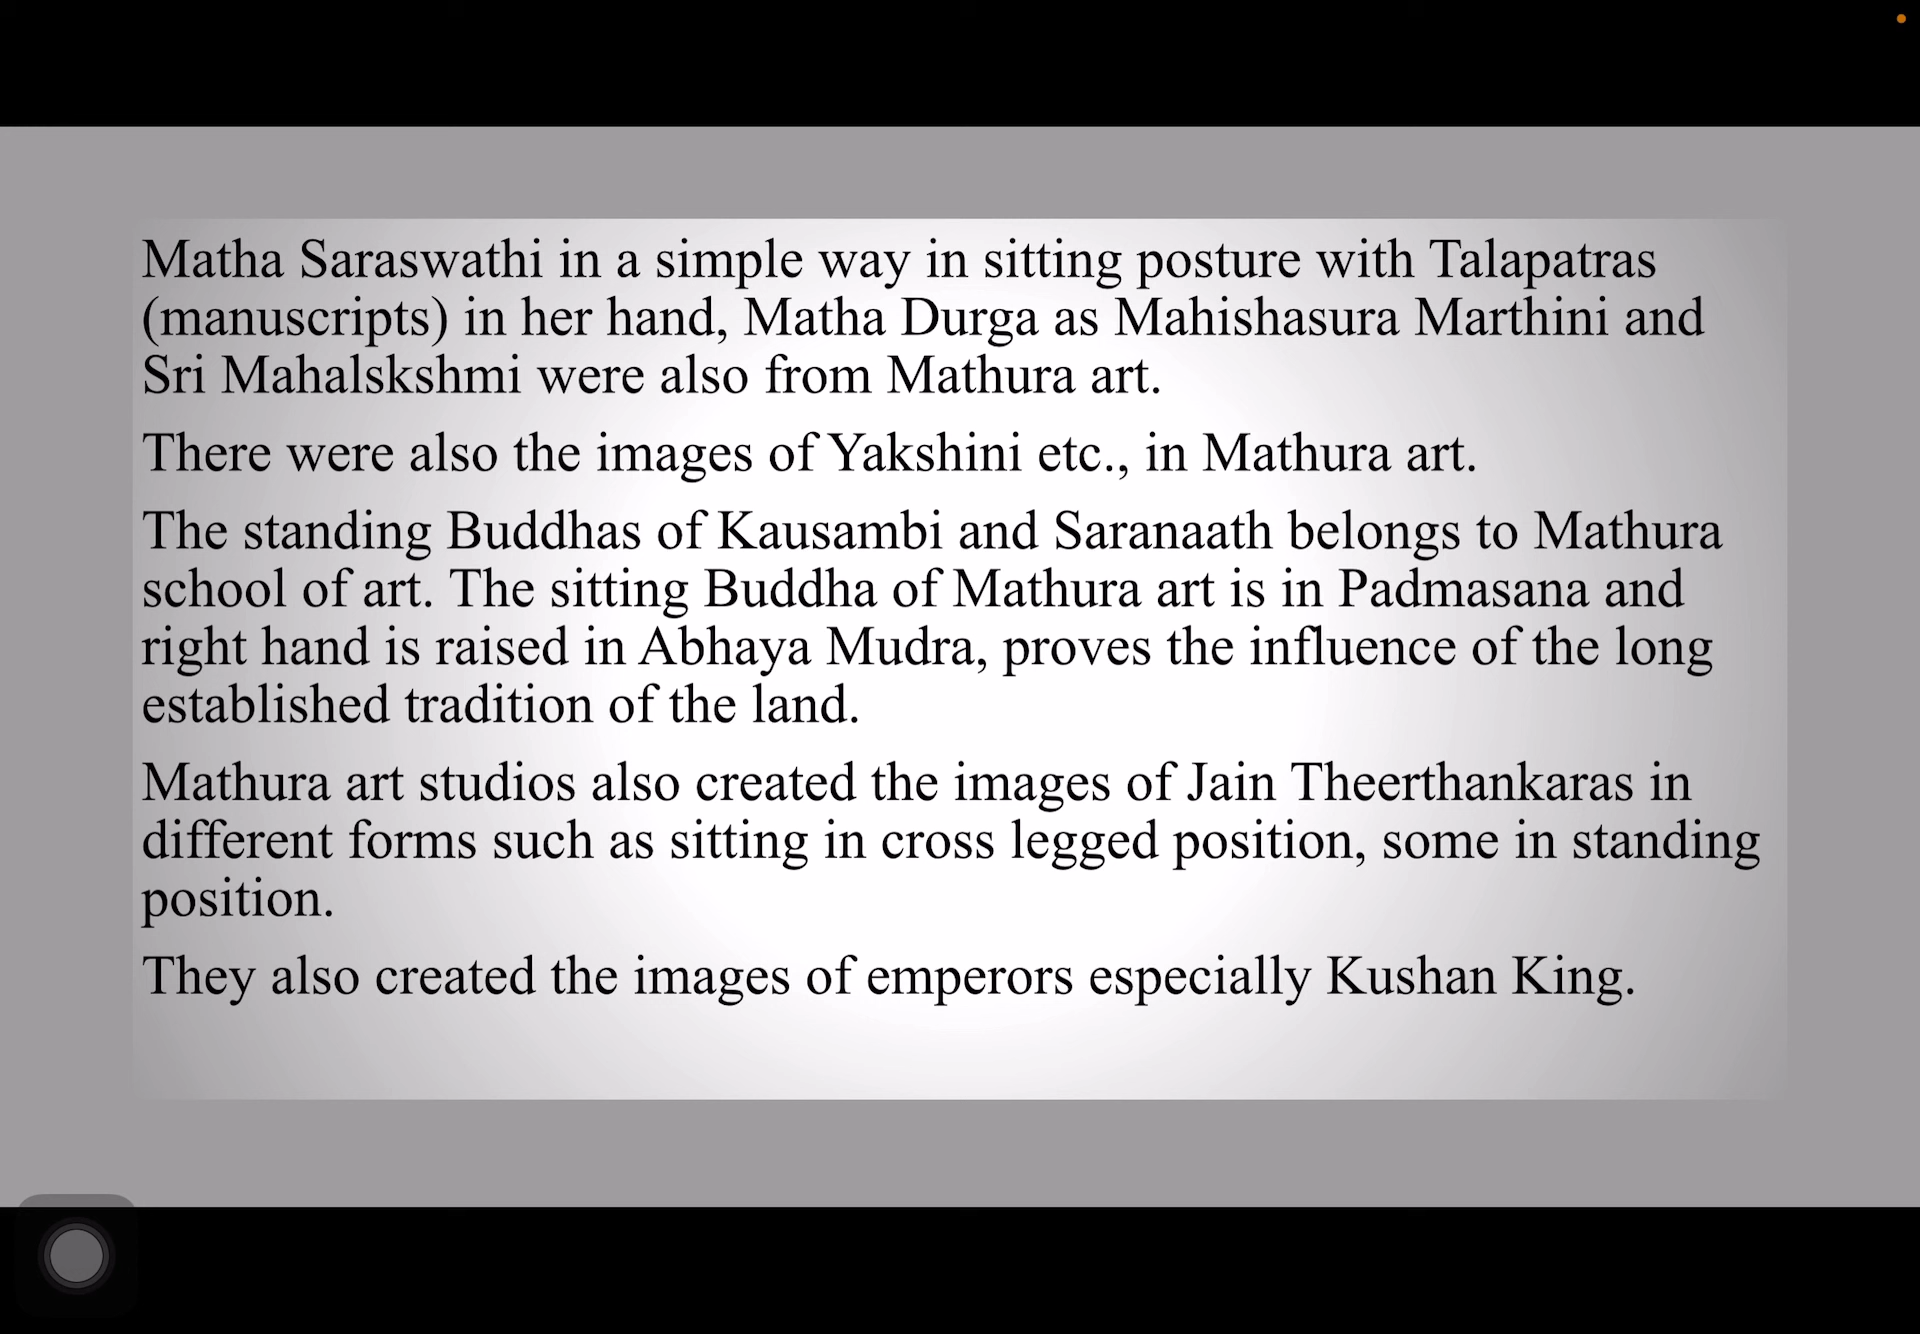 Matha Saraswathi in a simple way in sitting posture with Talapatras
(manuscripts) in her hand, Matha Durga as Mahishasura Marthini and
Sri Mahalskshmi were also from Mathura art.
There were also the images of Yakshini etc., in Mathura art.
The standing Buddhas of Kausambi and Saranaath belongs to Mathura
school of art. The sitting Buddha of Mathura art is in Padmasana and
right hand is raised in Abhaya Mudra, proves the influence of the long
established tradition of the land.
Mathura art studios also created the images of Jain Theerthankaras in
different forms such as sitting in cross legged position, some in standing
position.
They also created the images of emperors especially Kushan King.